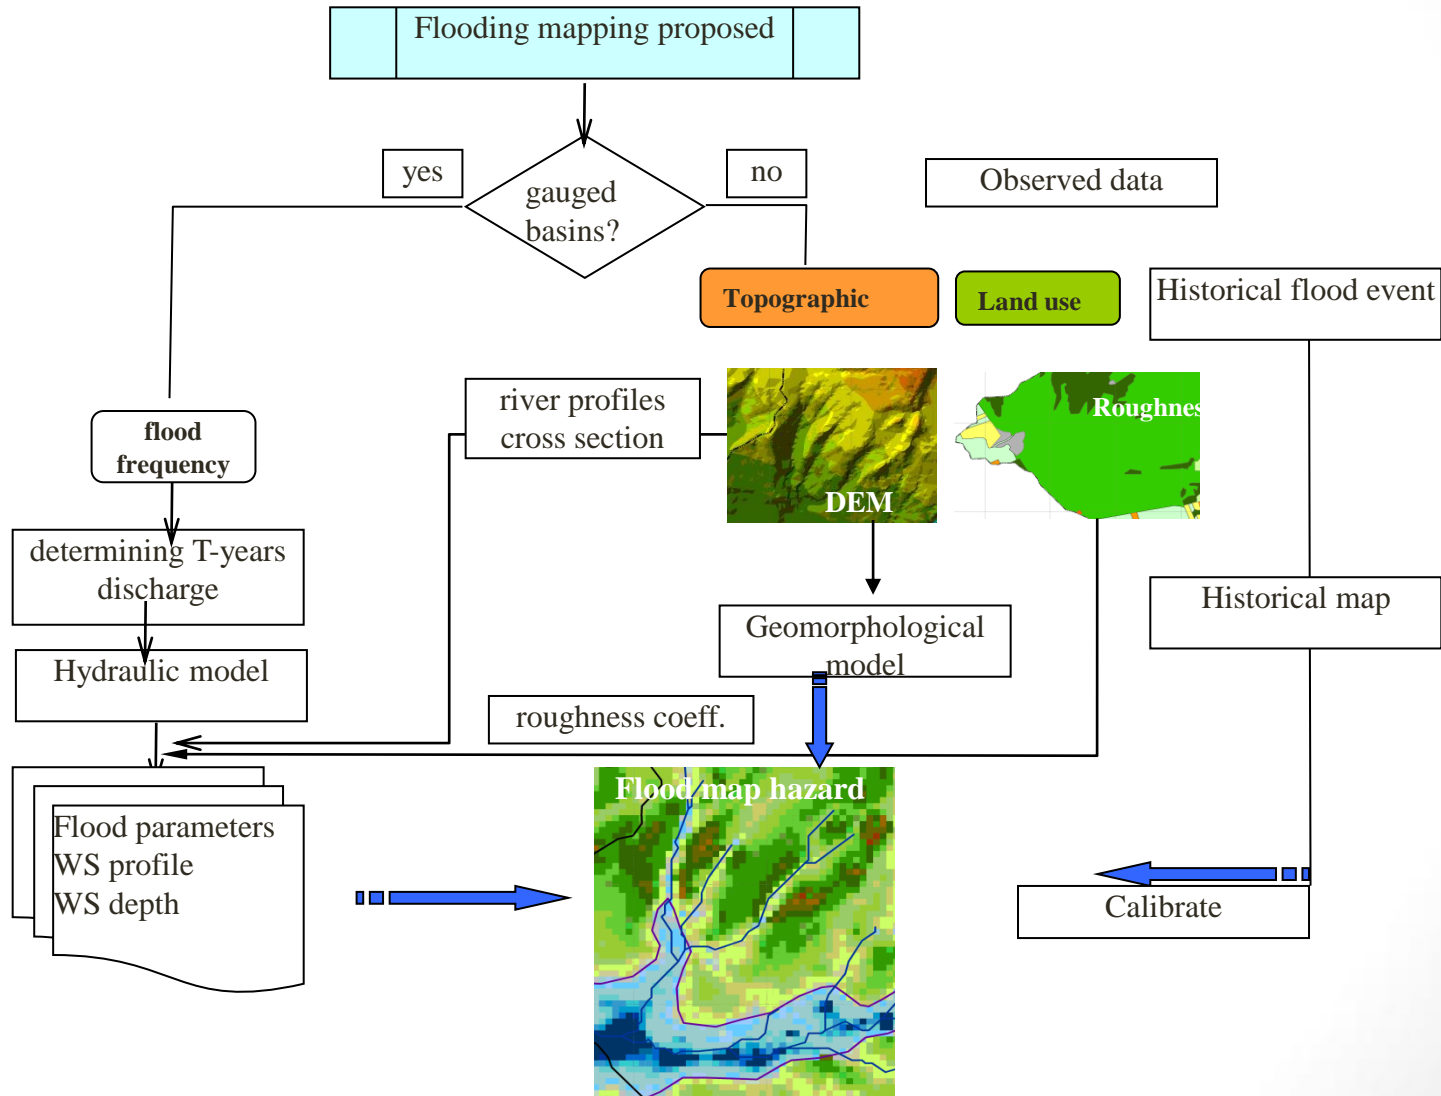 Flooding mapping proposed
yes
no
gauged
basins?
Observed data
Topographic
Land use
Historical flood event
river profiles
cross section
Roughnes
DEM
flood
frequency
determining T-years
discharge
Historical map
Geomorphological
model
Hydraulic model
roughness coeff.
Flood map hazard
Flood parameters
WS profile
WS depth
Calibrate